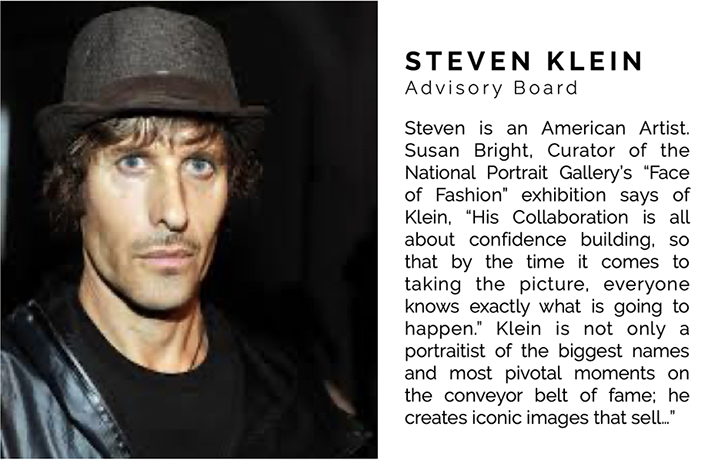 STEVEN KLEIN
Advisory Board
Steven is an American Artist.
Susan Bright, Curator of the
National Portrait Gallery's “Face
of Fashion” exhibition says of
Klein, “His Collaboration is all
about confidence building, so
that by the time it comes to
taking the picture, everyone
knows exactly what is going to
happen.” Klein is not only a
portraitist of the biggest names
and most pivotal moments on
the conveyor belt of fame; he
creates iconic images that sell...”